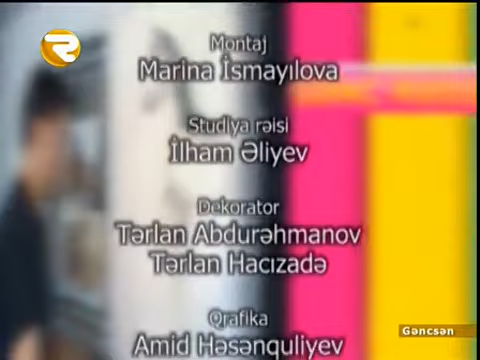 Montaj
Marina İsmayılova
Studiya rəisi
İlham Əliyev
Dekorator
Tərlan Abdurəhmanov
Tərlan Hacızadə
Qrafika
Amid Həsənquliyev
Gəncsən